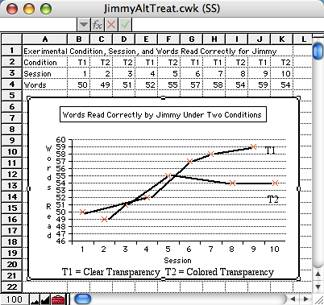 JimmyAltTreat.cwk (SS)
A B C D E F G H I J K L
1 Exerimental Condition, Session, and Words Read Correctly for Jimmy
2 Condition T1 T2 T2 T1 T2 T1 T1 T2 T1 T2
3 Session 1 2 3 4 5 6 7 8 9 10
4 Words 50 49 51 52 55 57 58 54 59 54
5
6
7 Words Read Correctly by Jimmy Under Two Conditions
8
9
10
11
12
13
14
15
16
17
18
19
20
21
22
Words Read
60
59
58
57
56
55
54
53
52
51
50
49
48
47
46
T1
T2
1 2 3 4 5 6 7 8 9 10
Session
T1 = Clear Transparency T2 = Colored Transparency
100